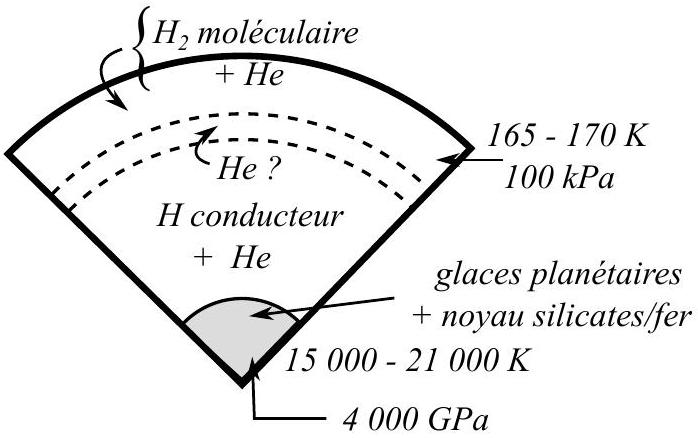 H₂ moléculaire
+ He
165 - 170 K
100 kPa
He ?
H conducteur
+ He
glaces planétaires
+ noyau silicates/fer
15 000 - 21 000 K
4 000 GPa